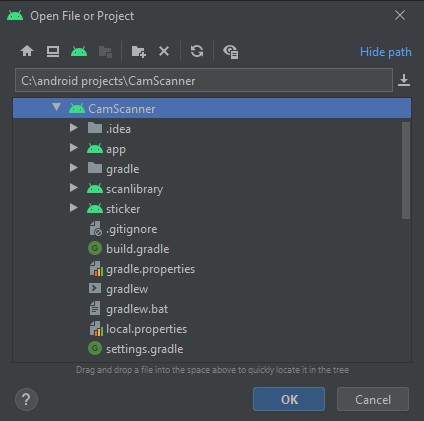 Open File or Project
Hide path
C:\android projects\CamScanner
CamScanner
.idea
app
gradle
scanlibrary
sticker
.gitignore
build.gradle
gradle.properties
gradlew
gradlew.bat
local.properties
settings.gradle
Drag and drop a file into the space above to quickly locate it in the tree
?
OK
Cancel